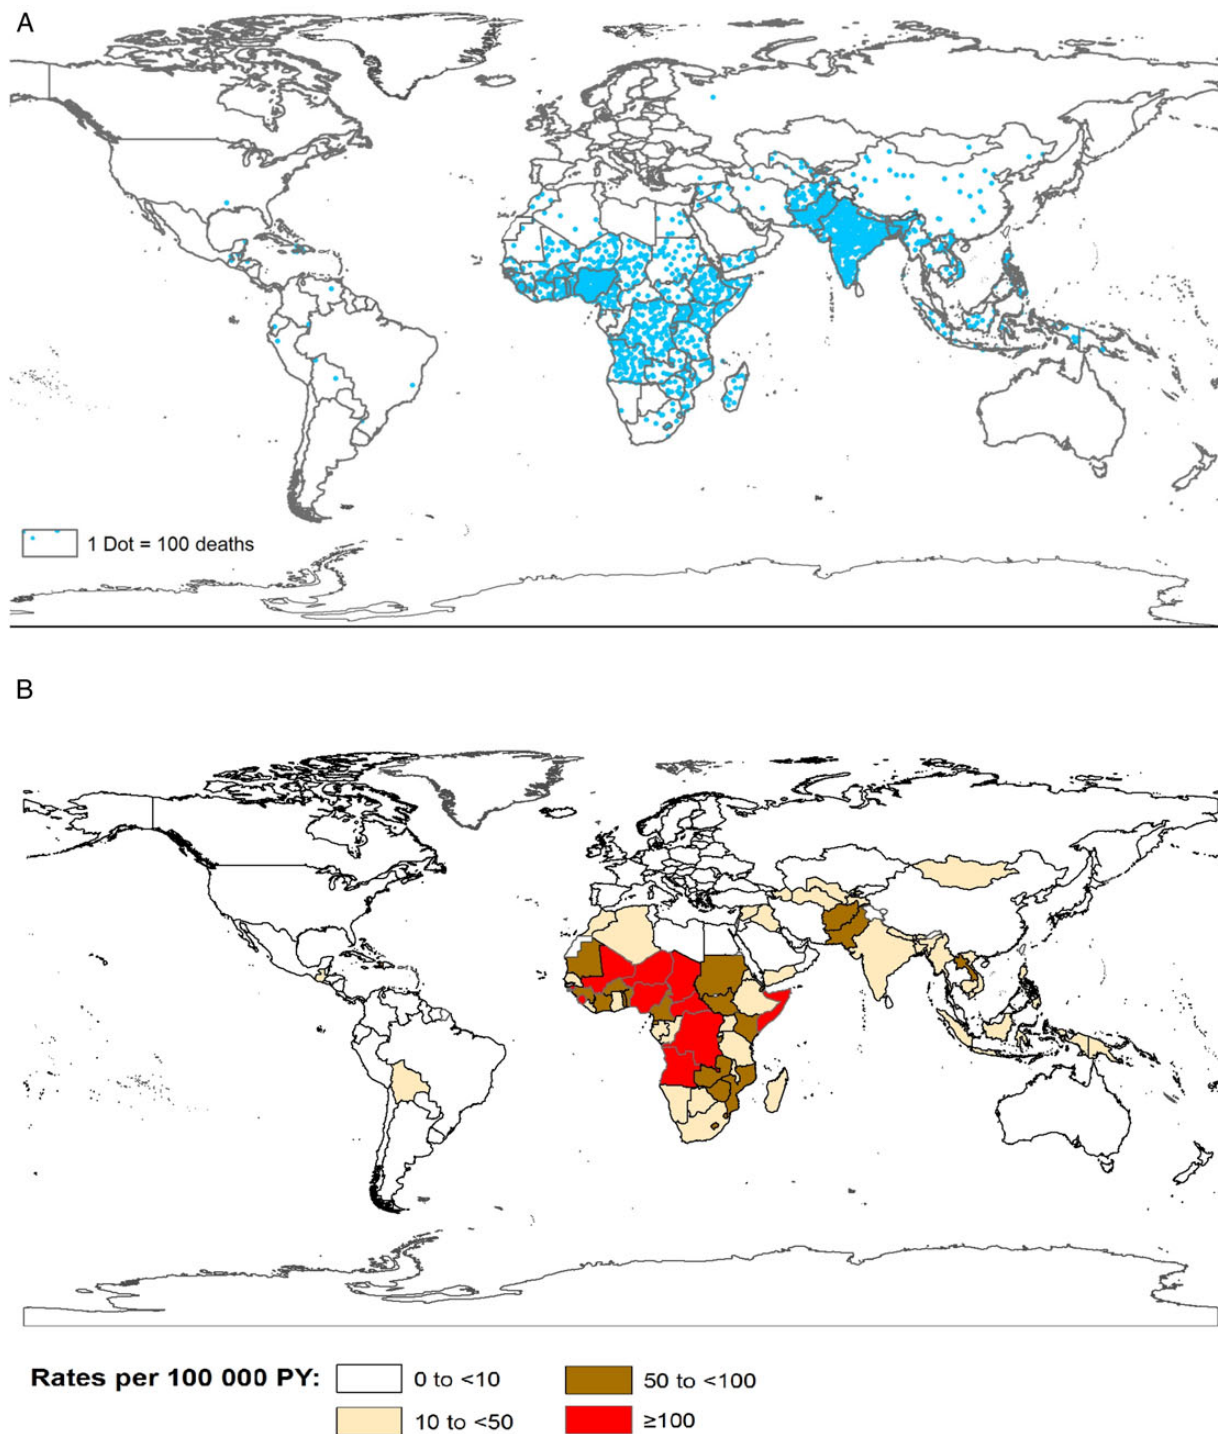 A
1 Dot = 100 deaths
B
Rates per 100 000 PY:
0 to <10
50 to <100
10 to <50
≥100